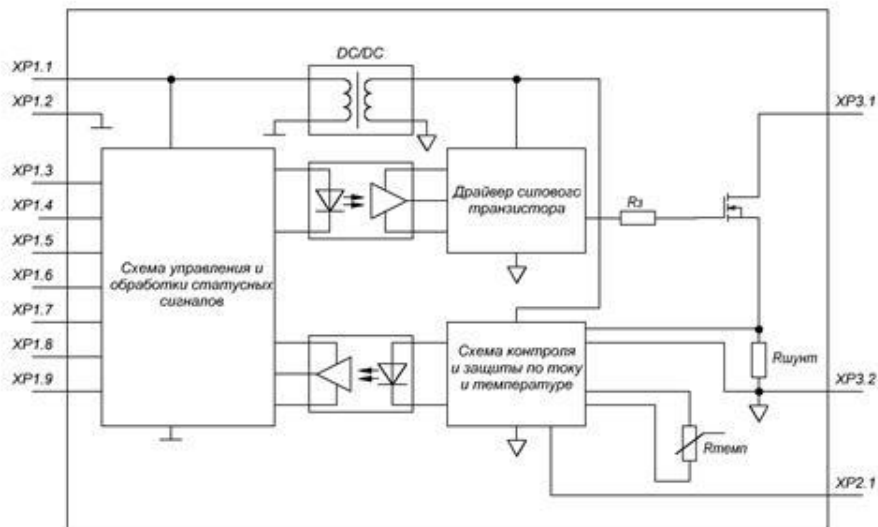 DC/DC
XP1.1
XP1.2
XP3.1
XP1.3
XP1.4
XP1.5
XP1.6
XP1.7
XP1.8
XP1.9
Драйвер силового
транзистора
Rз
Схема управления и
обработки статусных
сигналов
Схема контроля
и защиты по току
и температуре
Rшунт
XP3.2
Rтемп
XP2.1